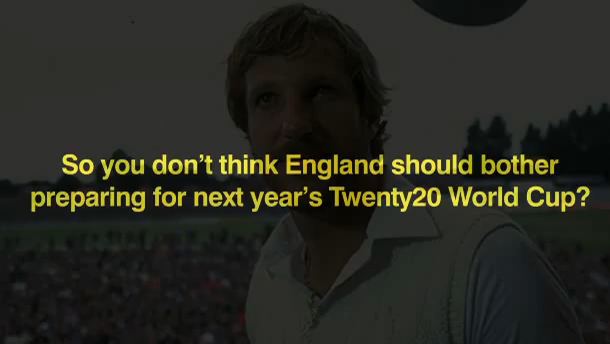 So you don't think England should bother
preparing for next year's Twenty20 World Cup?